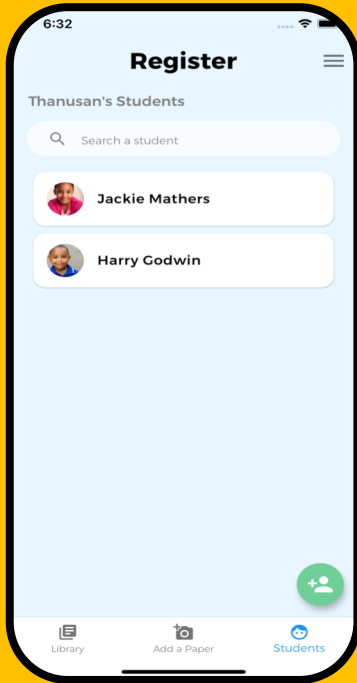 6:32
Register
Thanusan's Students
Search a student
Jackie Mathers
Harry Godwin
Library
Add a Paper
Students